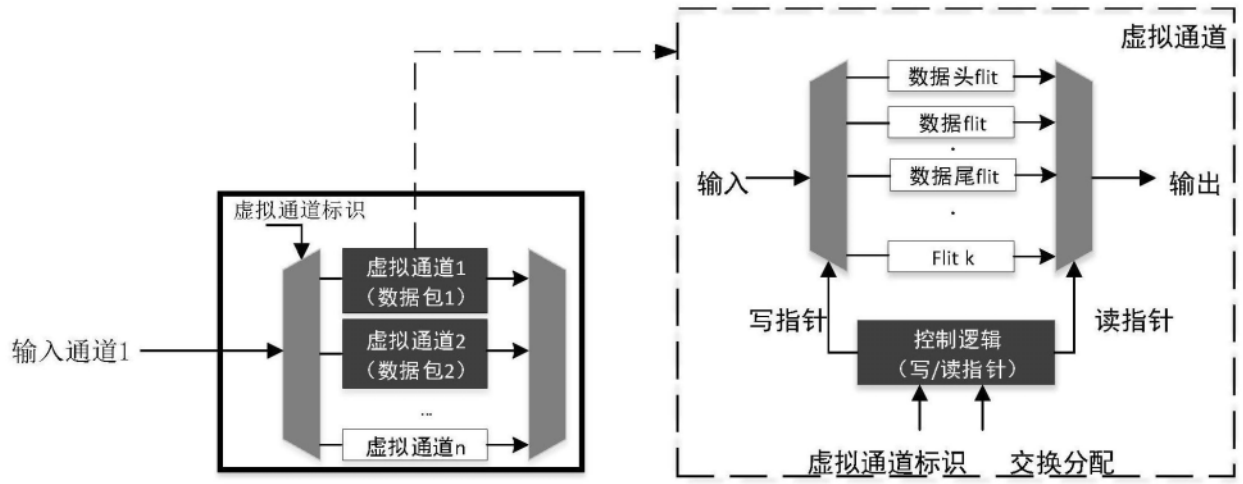 虚拟通道标识
虚拟通道1
（数据包1）
输入通道1
虚拟通道2
（数据包2）
...
虚拟通道n
虚拟通道
数据头flit
数据flit
.
输入
数据尾flit
输出
.
Flit k
写指针
控制逻辑
（写/读指针）
读指针
虚拟通道标识
交换分配